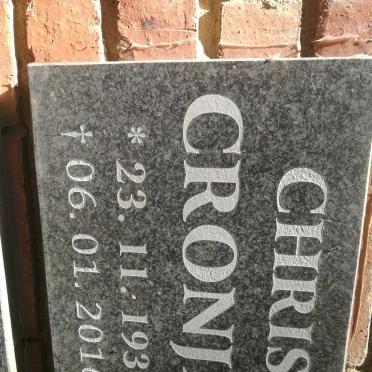 CHRIS
CRONJ
* 23. 11. 193
† 06. 01. 201